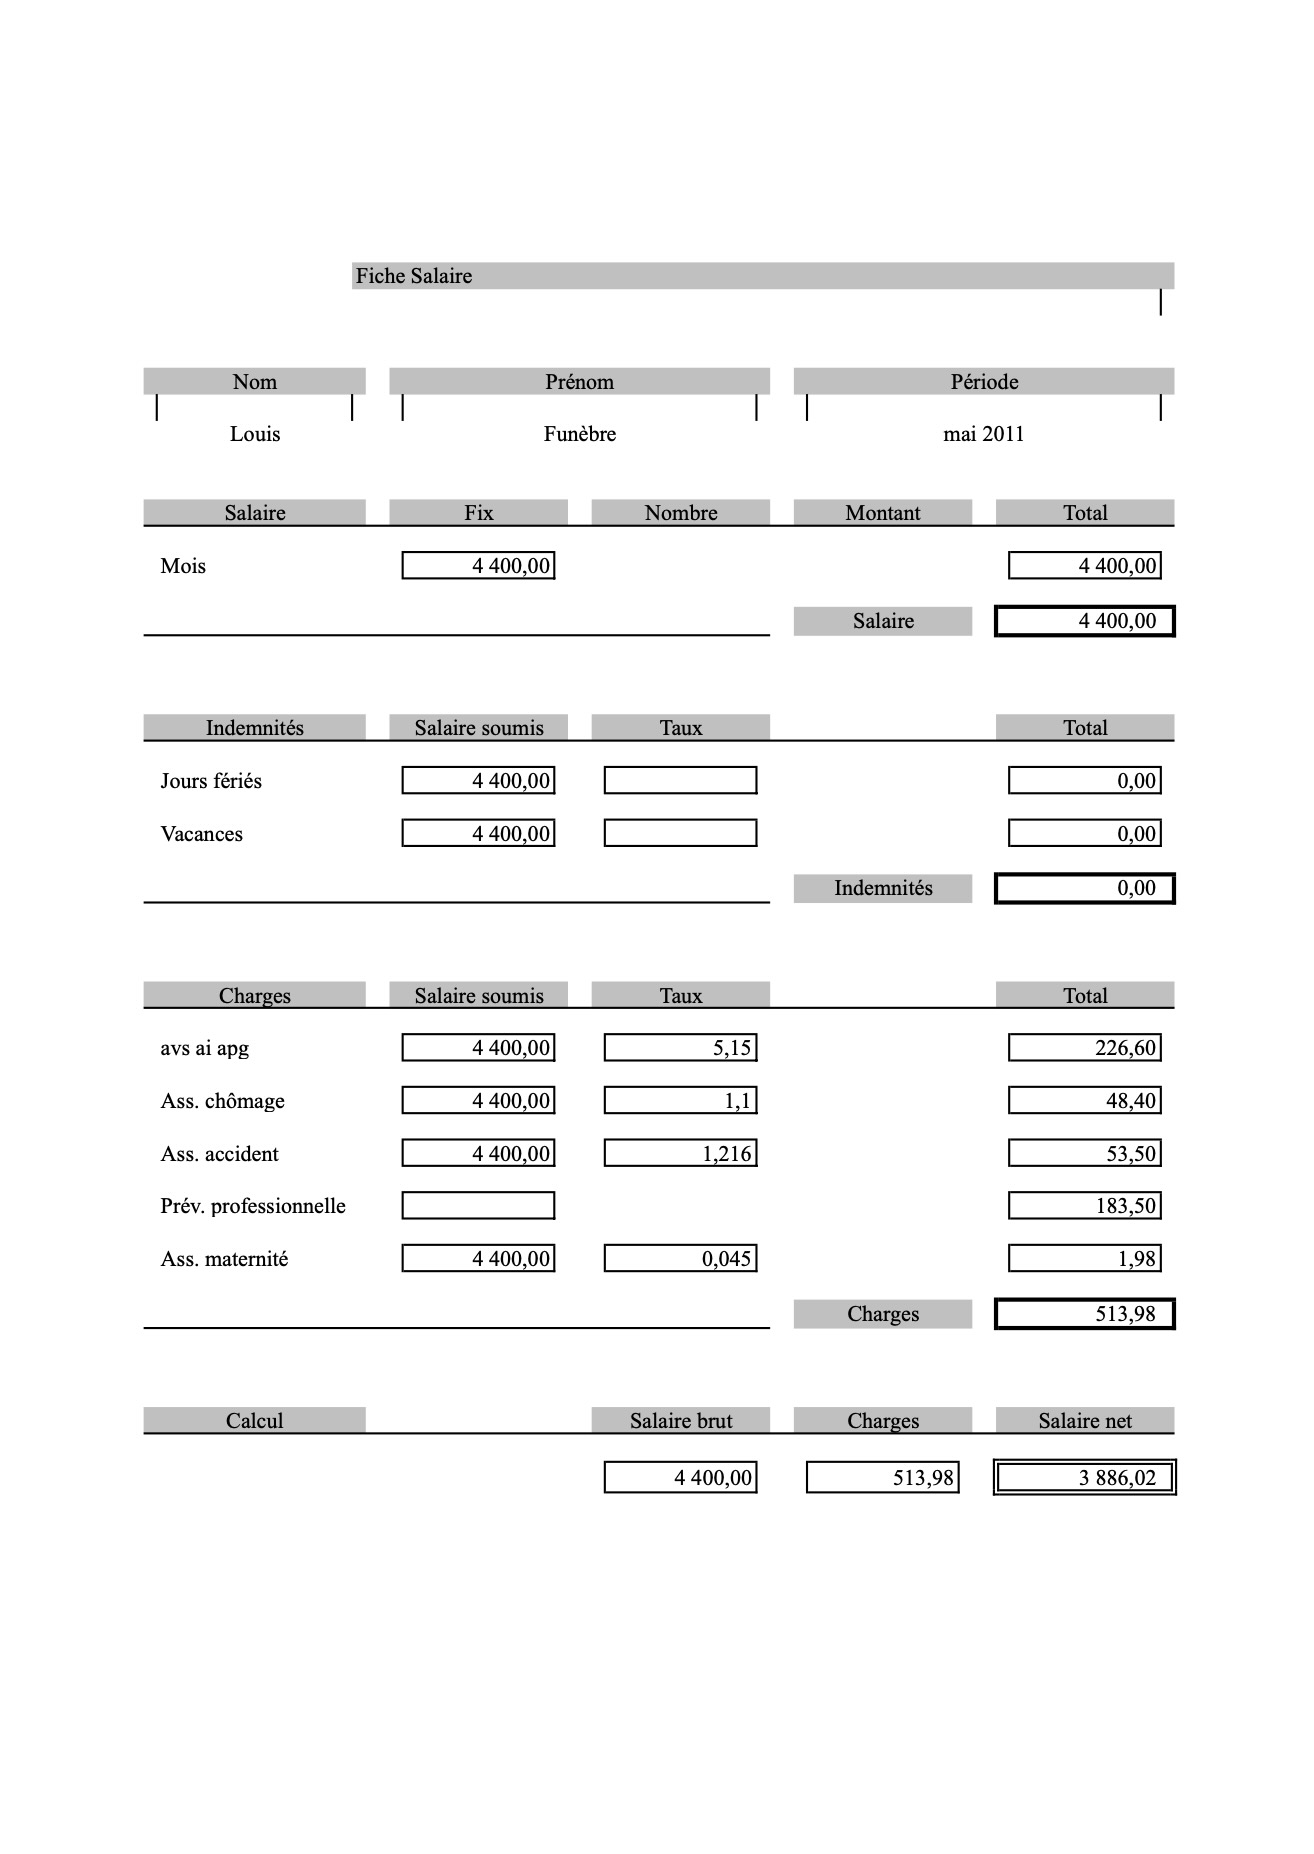 Fiche Salaire
Nom Prénom Période
Louis Funèbre mai 2011
Salaire Fix Nombre Montant Total
Mois 4 400,00 4 400,00
Salaire 4 400,00
Indemnités Salaire soumis Taux Total
Jours fériés 4 400,00 0,00
Vacances 4 400,00 0,00
Indemnités 0,00
Charges Salaire soumis Taux Total
avs ai apg 4 400,00 5,15 226,60
Ass. chômage 4 400,00 1,1 48,40
Ass. accident 4 400,00 1,216 53,50
Prév. professionnelle 183,50
Ass. maternité 4 400,00 0,045 1,98
Charges 513,98
Calcul Salaire brut Charges Salaire net
4 400,00 513,98 3 886,02